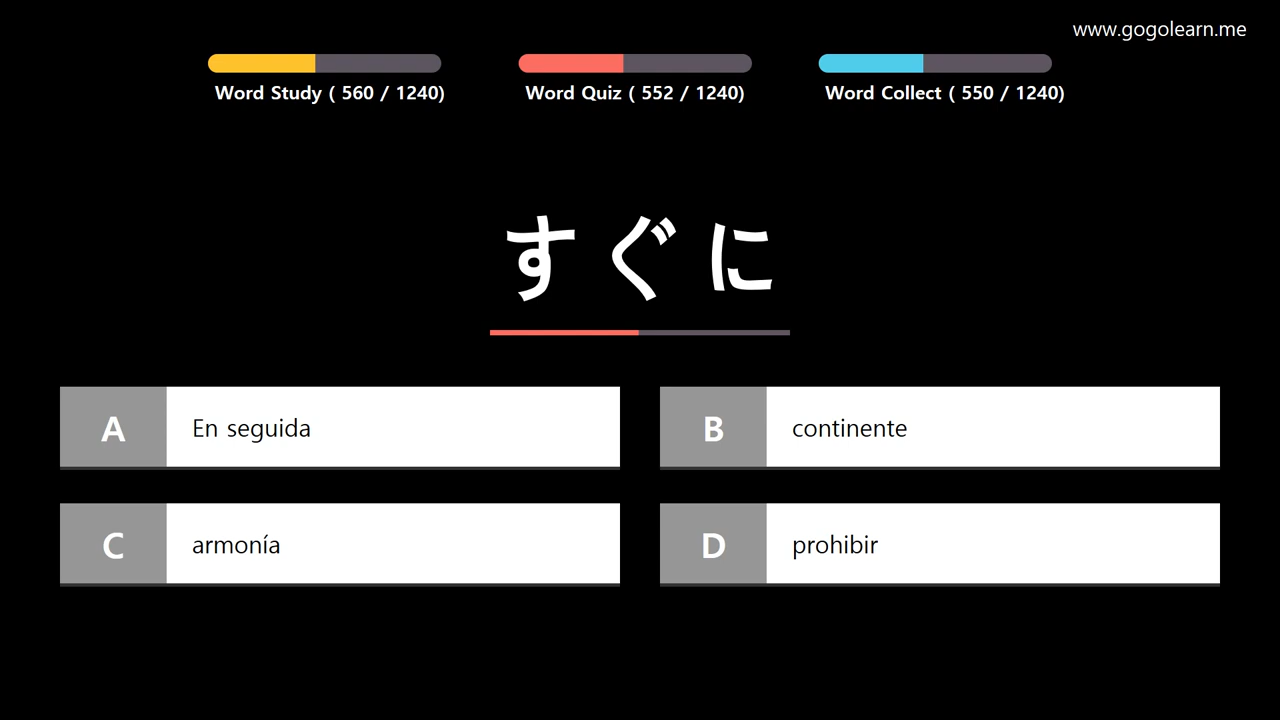 www.gogolearn.me
Word Study ( 560 / 1240)
Word Quiz ( 552 / 1240)
Word Collect ( 550 / 1240)
すぐに
A En seguida
B continente
C armonía
D prohibir